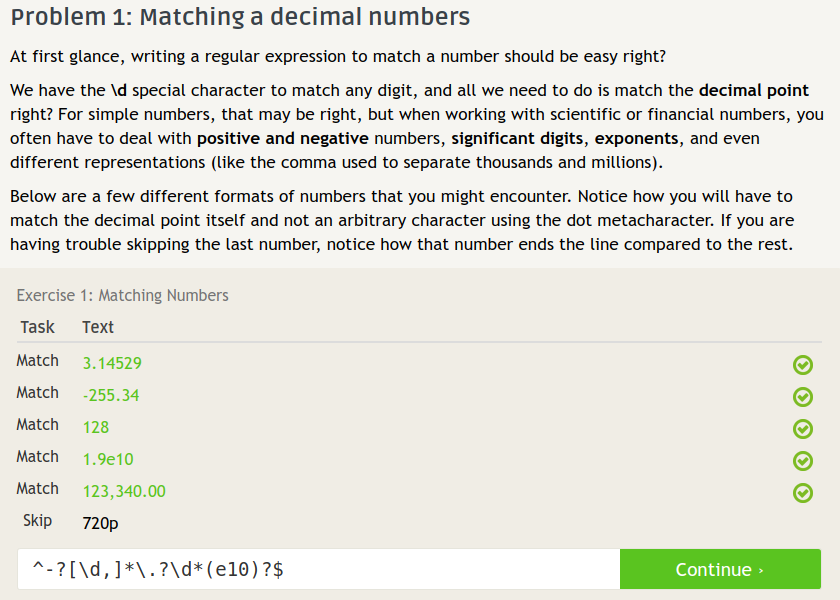 Problem 1: Matching a decimal numbers
At first glance, writing a regular expression to match a number should be easy right?
We have the \d special character to match any digit, and all we need to do is match the decimal point
right? For simple numbers, that may be right, but when working with scientific or financial numbers, you
often have to deal with positive and negative numbers, significant digits, exponents, and even
different representations (like the comma used to separate thousands and millions).
Below are a few different formats of numbers that you might encounter. Notice how you will have to
match the decimal point itself and not an arbitrary character using the dot metacharacter. If you are
having trouble skipping the last number, notice how that number ends the line compared to the rest.
Exercise 1: Matching Numbers
Task Text
Match 3.14529
Match -255.34
Match 128
Match 1.9e10
Match 123,340.00
Skip 720p
^-?[\d,]*\.?\d*(e10)?$
Continue ›